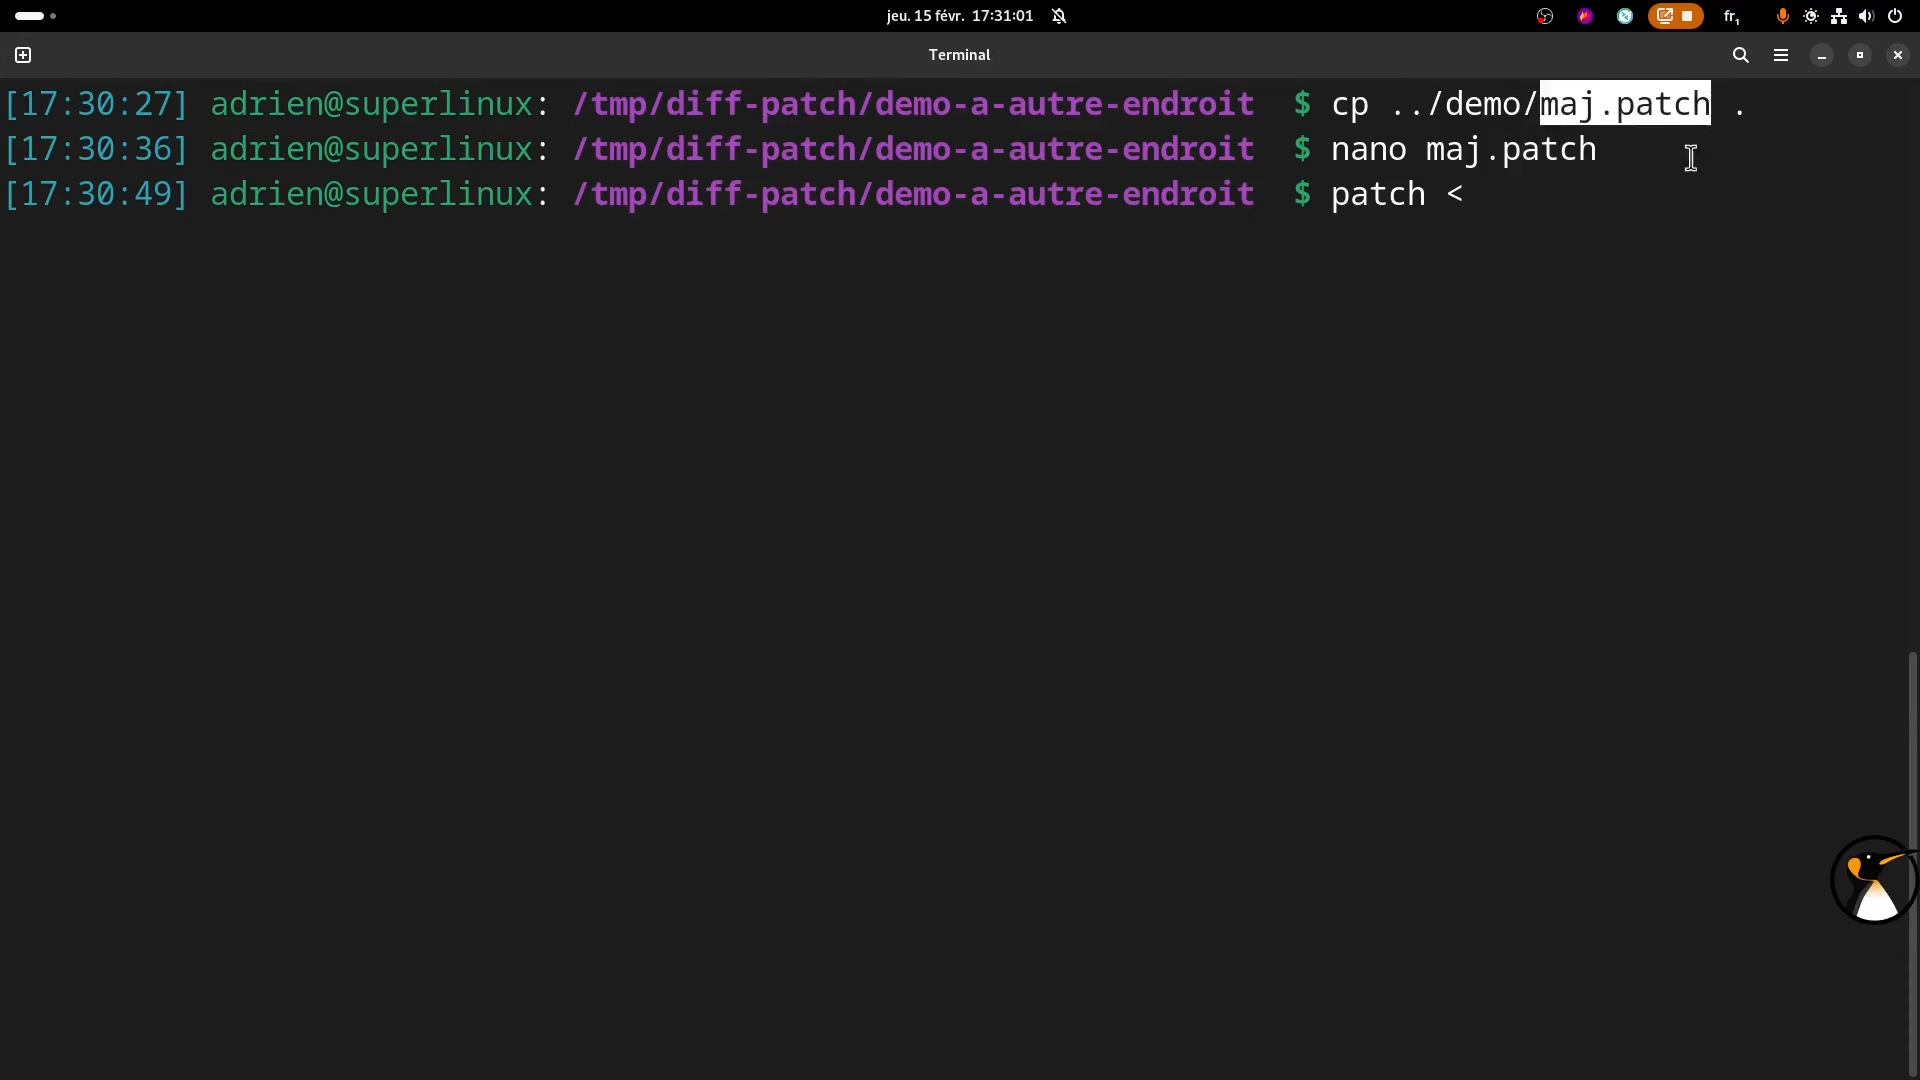 jeu. 15 févr. 17:31:01
fr₁
Terminal
[17:30:27] adrien@superlinux: /tmp/diff-patch/demo-a-autre-endroit $ cp ../demo/maj.patch .
[17:30:36] adrien@superlinux: /tmp/diff-patch/demo-a-autre-endroit $ nano maj.patch
[17:30:49] adrien@superlinux: /tmp/diff-patch/demo-a-autre-endroit $ patch <